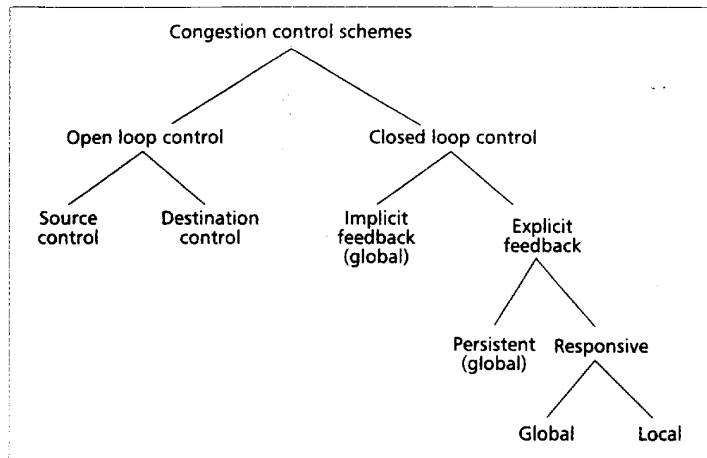 Congestion control schemes
Open loop control
Closed loop control
Source
control
Destination
control
Implicit
feedback
(global)
Explicit
feedback
Persistent
(global)
Responsive
Global
Local